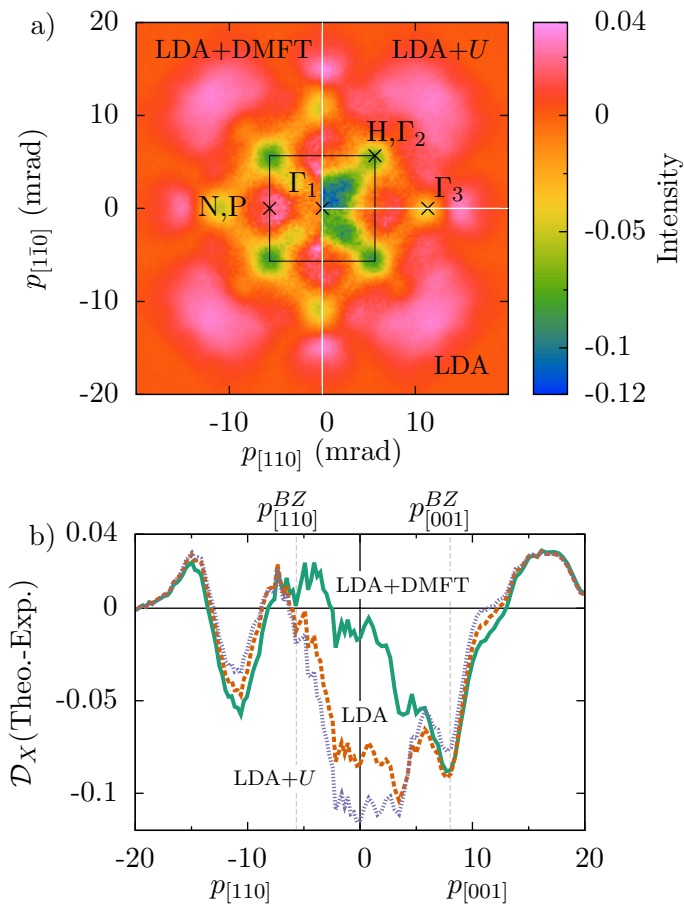 a)
20
10
0
-10
-20
p[11̄0] (mrad)
LDA+DMFT
LDA+U
H,Γ2
Γ1
Γ3
N,P
LDA
-10
0
10
p[110] (mrad)
0.04
0
-0.05
-0.1
-0.12
Intensity
b)
p[110]^BZ
p[001]^BZ
0.04
0
-0.05
-0.1
𝒟X(Theo.-Exp.)
LDA+DMFT
LDA
LDA+U
-20
-10
0
10
20
p[110]
p[001]